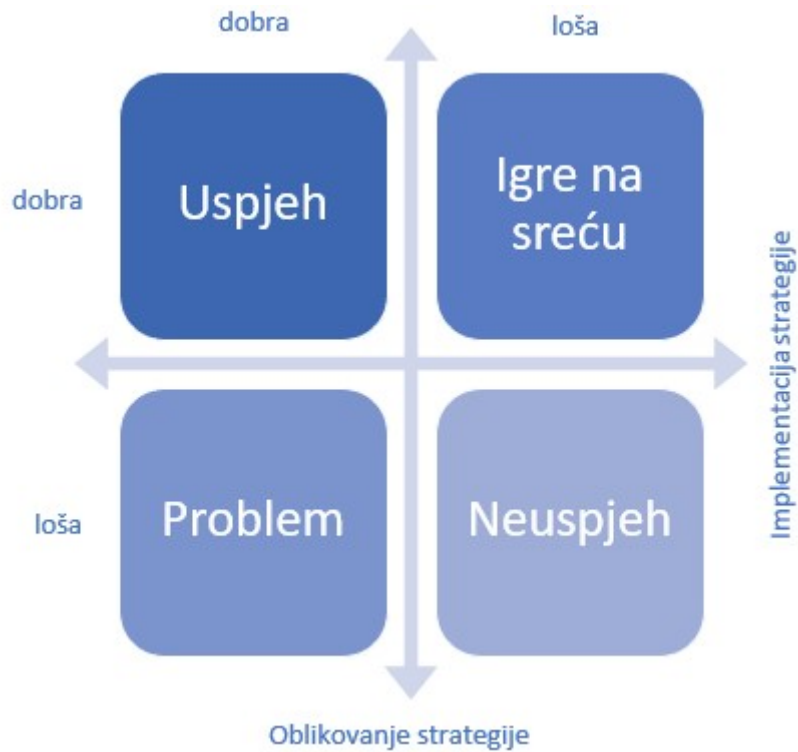 dobra
loša
dobra
Uspjeh
Igre na
sreću
Implementacija strategije
loša
Problem
Neuspjeh
Oblikovanje strategije